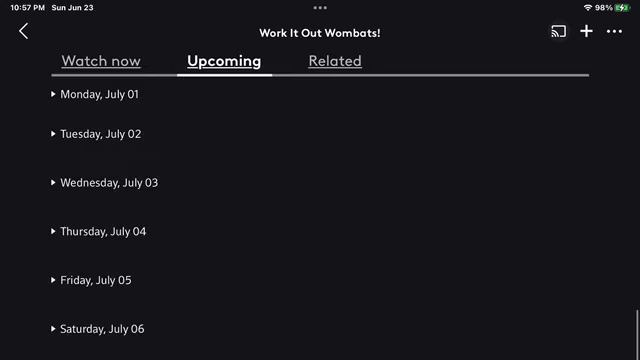 10:57 PM Sun Jun 23
98%
Work It Out Wombats!
Watch now Upcoming Related
Monday, July 01
Tuesday, July 02
Wednesday, July 03
Thursday, July 04
Friday, July 05
Saturday, July 06